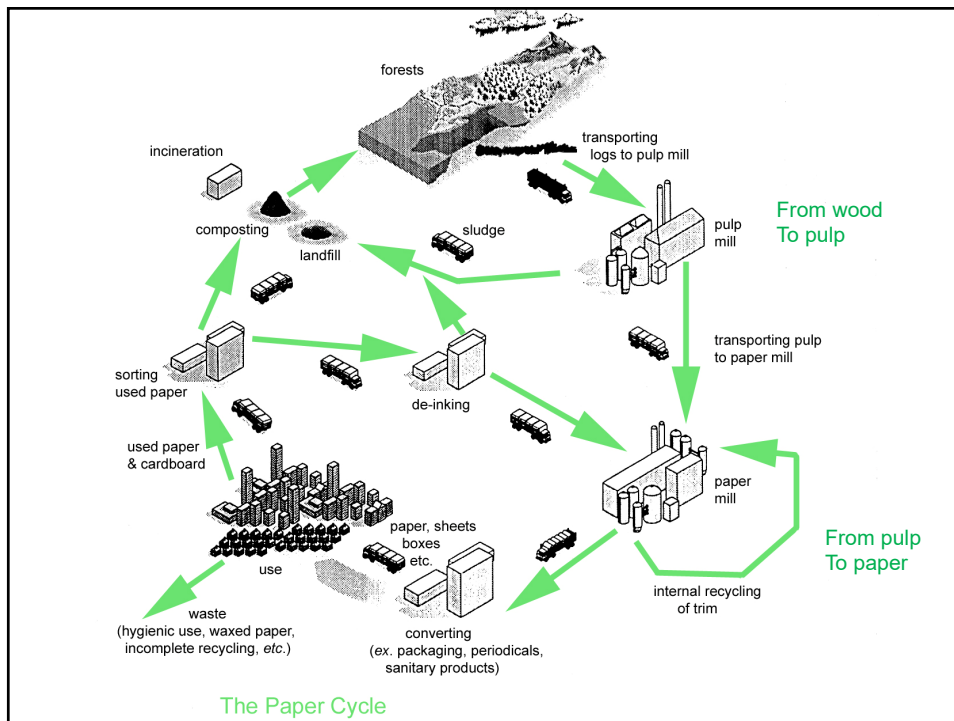 forests
transporting
logs to pulp mill
incineration
From wood
To pulp
composting
sludge
pulp
mill
landfill
transporting pulp
to paper mill
sorting
used paper
de-inking
used paper
& cardboard
paper
mill
paper, sheets
boxes
etc.
From pulp
To paper
use
internal recycling
of trim
waste
(hygienic use, waxed paper,
incomplete recycling, etc.)
converting
(ex. packaging, periodicals,
sanitary products)
The Paper Cycle